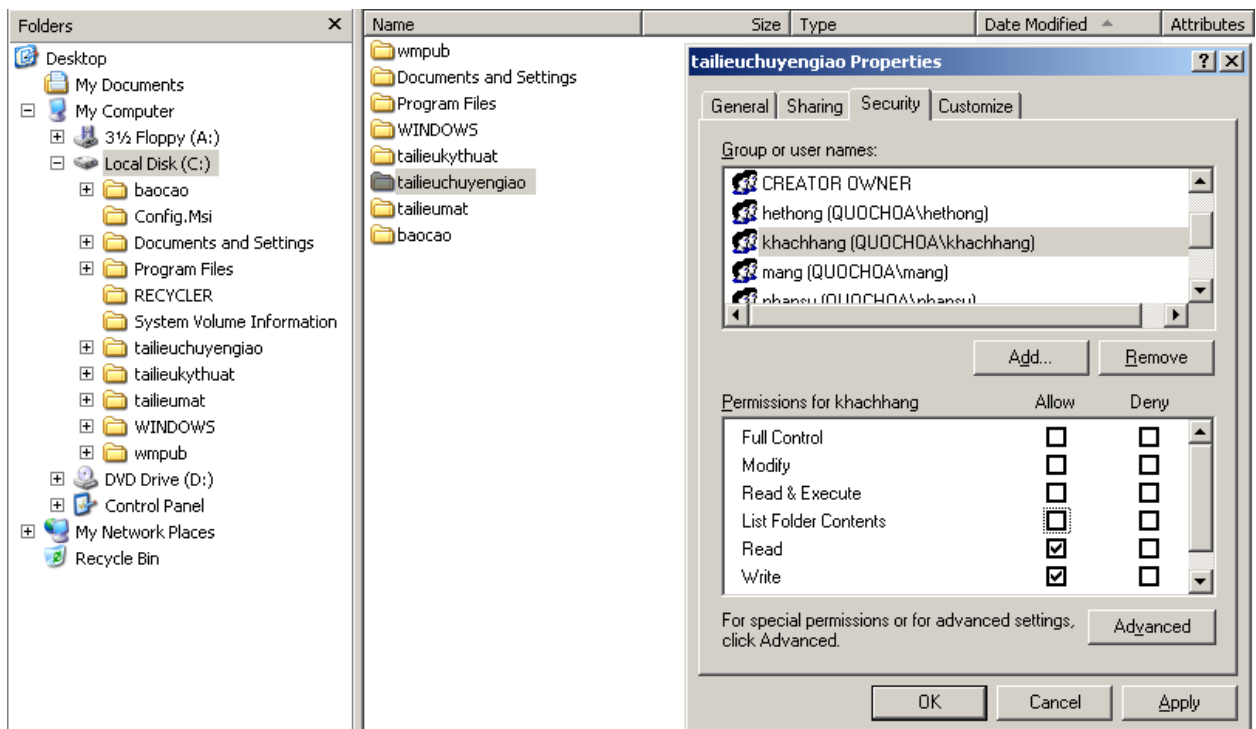 Folders
Desktop
My Documents
My Computer
3½ Floppy (A:)
Local Disk (C:)
baocao
Config.Msi
Documents and Settings
Program Files
RECYCLER
System Volume Information
tailieuchuyengiao
tailieukythuat
tailieumat
WINDOWS
wmpub
DVD Drive (D:)
Control Panel
My Network Places
Recycle Bin
Name Size Type Date Modified Attributes
wmpub
Documents and Settings
Program Files
WINDOWS
tailieukythuat
tailieuchuyengiao
tailieumat
baocao
tailieuchuyengiao Properties
General Sharing Security Customize
Group or user names:
CREATOR OWNER
hethong (QUOCHOA\hethong)
khachhang (QUOCHOA\khachhang)
mang (QUOCHOA\mang)
nhansu (QUOCHOA\nhansu)
Add... Remove
Permissions for khachhang Allow Deny
Full Control
Modify
Read & Execute
List Folder Contents
Read
Write
For special permissions or for advanced settings,
click Advanced.
Advanced
OK Cancel Apply